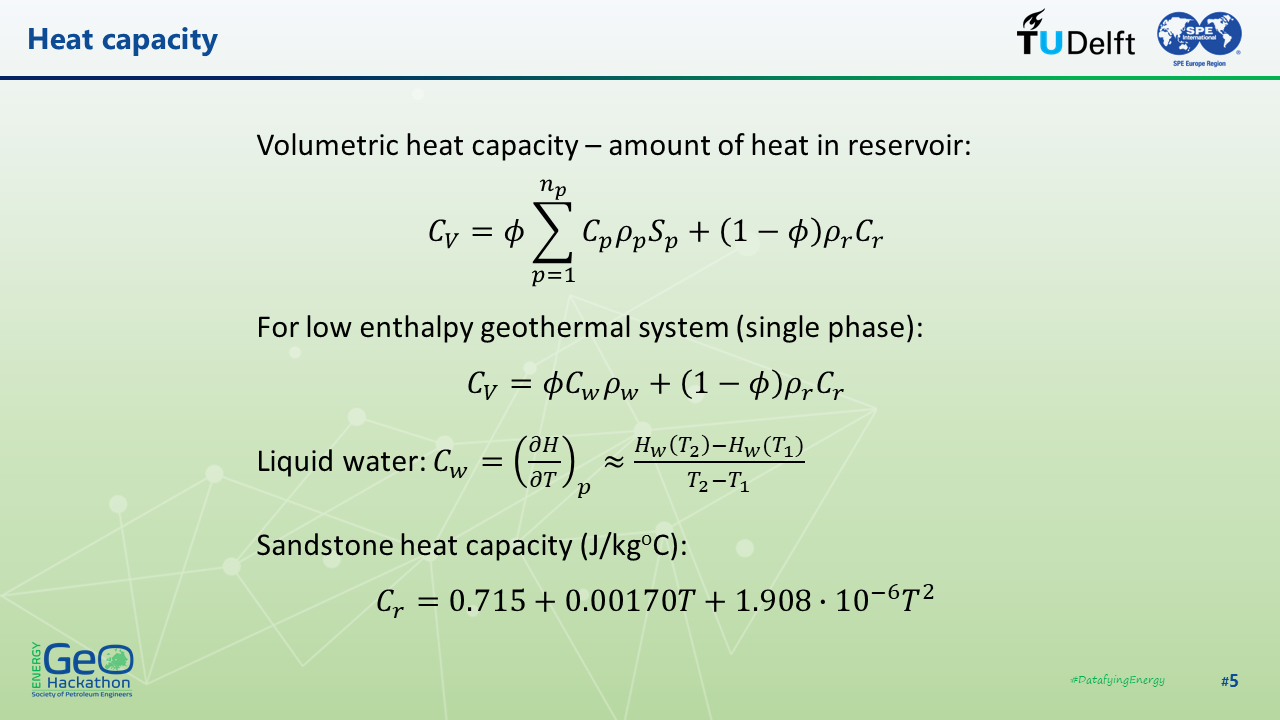 Heat capacity
TUDelft
SPE
International
®
SPE Europe Region
Volumetric heat capacity – amount of heat in reservoir:
$C_V = \phi \sum_{p=1}^{n_p} C_p \rho_p S_p + (1 - \phi)\rho_r C_r$
For low enthalpy geothermal system (single phase):
$C_V = \phi C_w \rho_w + (1 - \phi)\rho_r C_r$
Liquid water: $C_w = \left(\frac{\partial H}{\partial T}\right)_p \approx \frac{H_w(T_2) - H_w(T_1)}{T_2 - T_1}$
Sandstone heat capacity (J/kg°C):
$C_r = 0.715 + 0.00170T + 1.908 \cdot 10^{-6} T^2$
ENERGY
GeO
Hackathon
Society of Petroleum Engineers
#DatafyingEnergy
#5